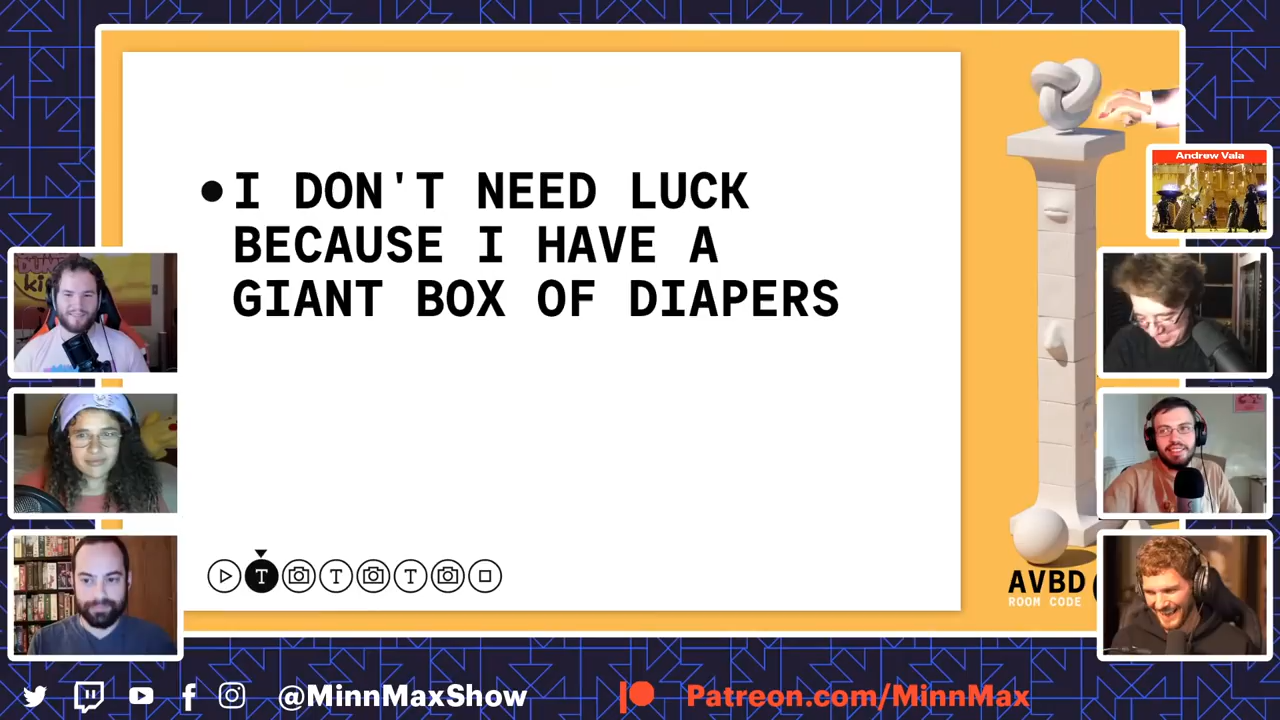 ● I DON'T NEED LUCK
BECAUSE I HAVE A
GIANT BOX OF DIAPERS
Andrew Vala
T
T
T
AVBD
ROOM CODE
@MinnMaxShow
Patreon.com/MinnMax